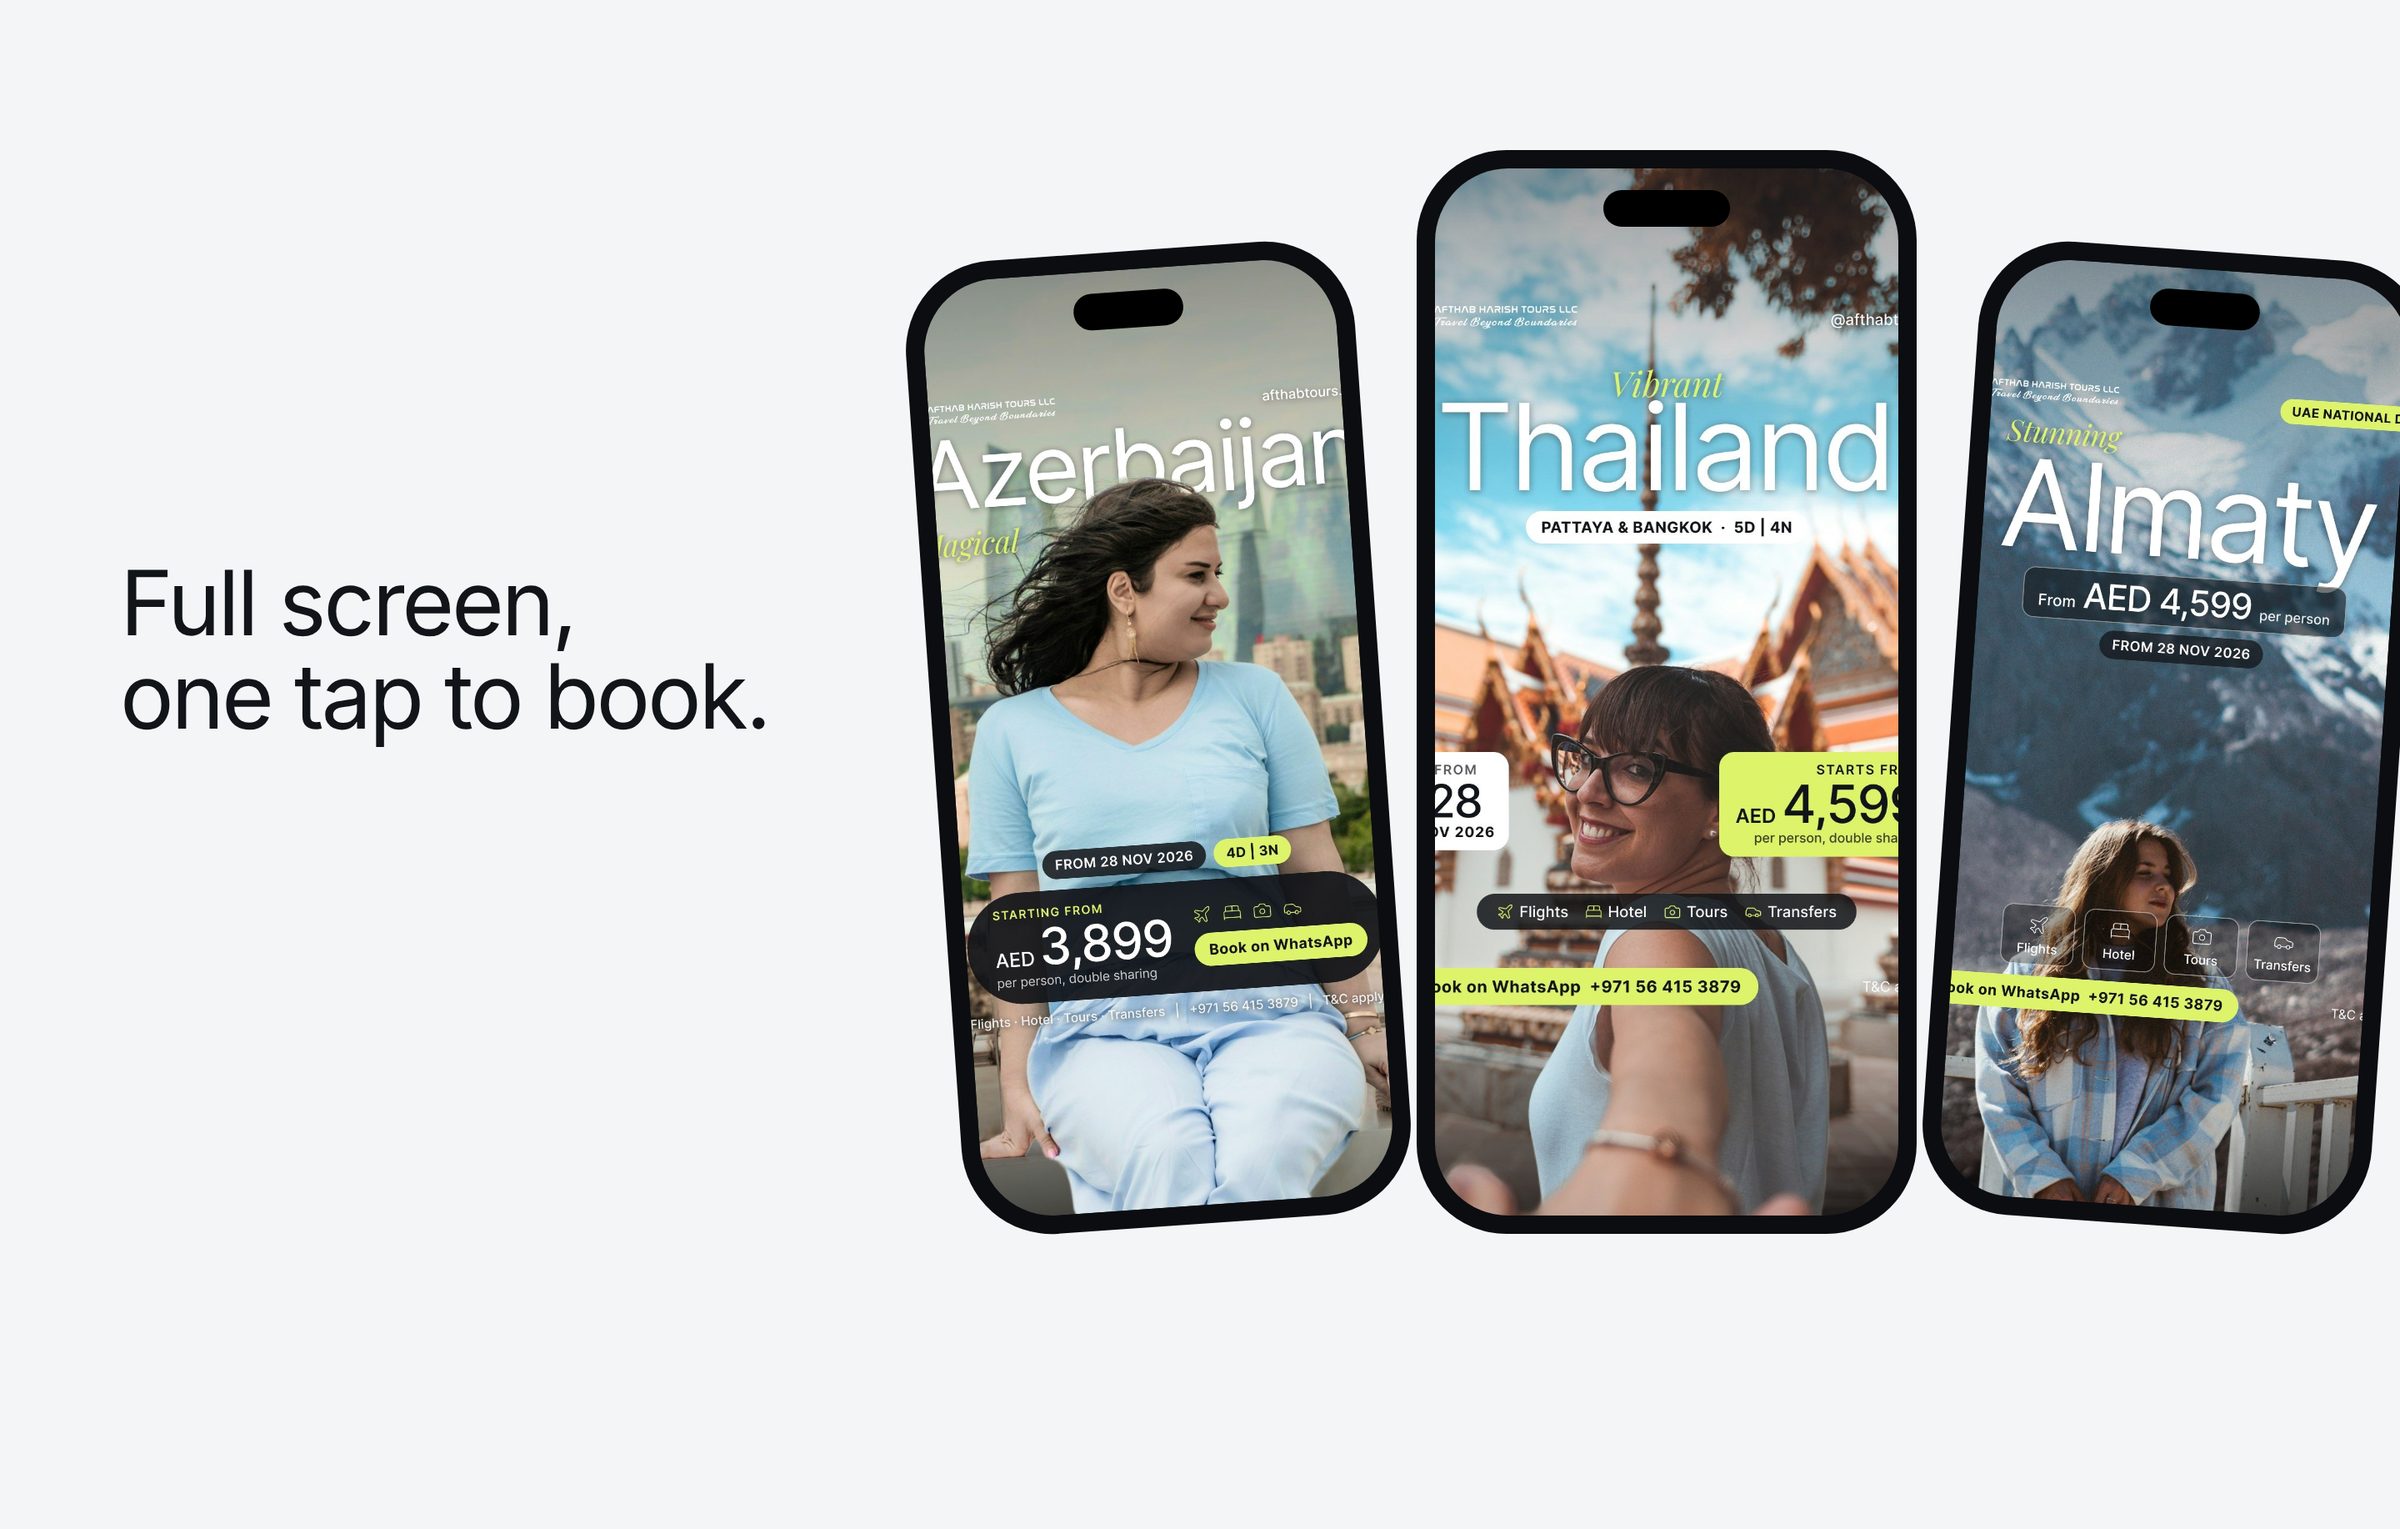 Full screen,
one tap to book.
AFTHAB HARISH TOURS LLC
Travel Beyond Boundaries
afthabtours.
Azerbaijan
Magical
FROM 28 NOV 2026
4D | 3N
STARTING FROM
AED 3,899
per person, double sharing
Book on WhatsApp
Flights · Hotel · Tours · Transfers | +971 56 415 3879 | T&C apply
AFTHAB HARISH TOURS LLC
Travel Beyond Boundaries
@afthabt
Vibrant
Thailand
PATTAYA & BANGKOK · 5D | 4N
FROM
28
OV 2026
STARTS FR
AED 4,599
per person, double sha
Flights Hotel Tours Transfers
ook on WhatsApp +971 56 415 3879
T&C a
AFTHAB HARISH TOURS LLC
Travel Beyond Boundaries
UAE NATIONAL D
Stunning
Almaty
From AED 4,599 per person
FROM 28 NOV 2026
Flights Hotel Tours Transfers
ook on WhatsApp +971 56 415 3879
T&C a